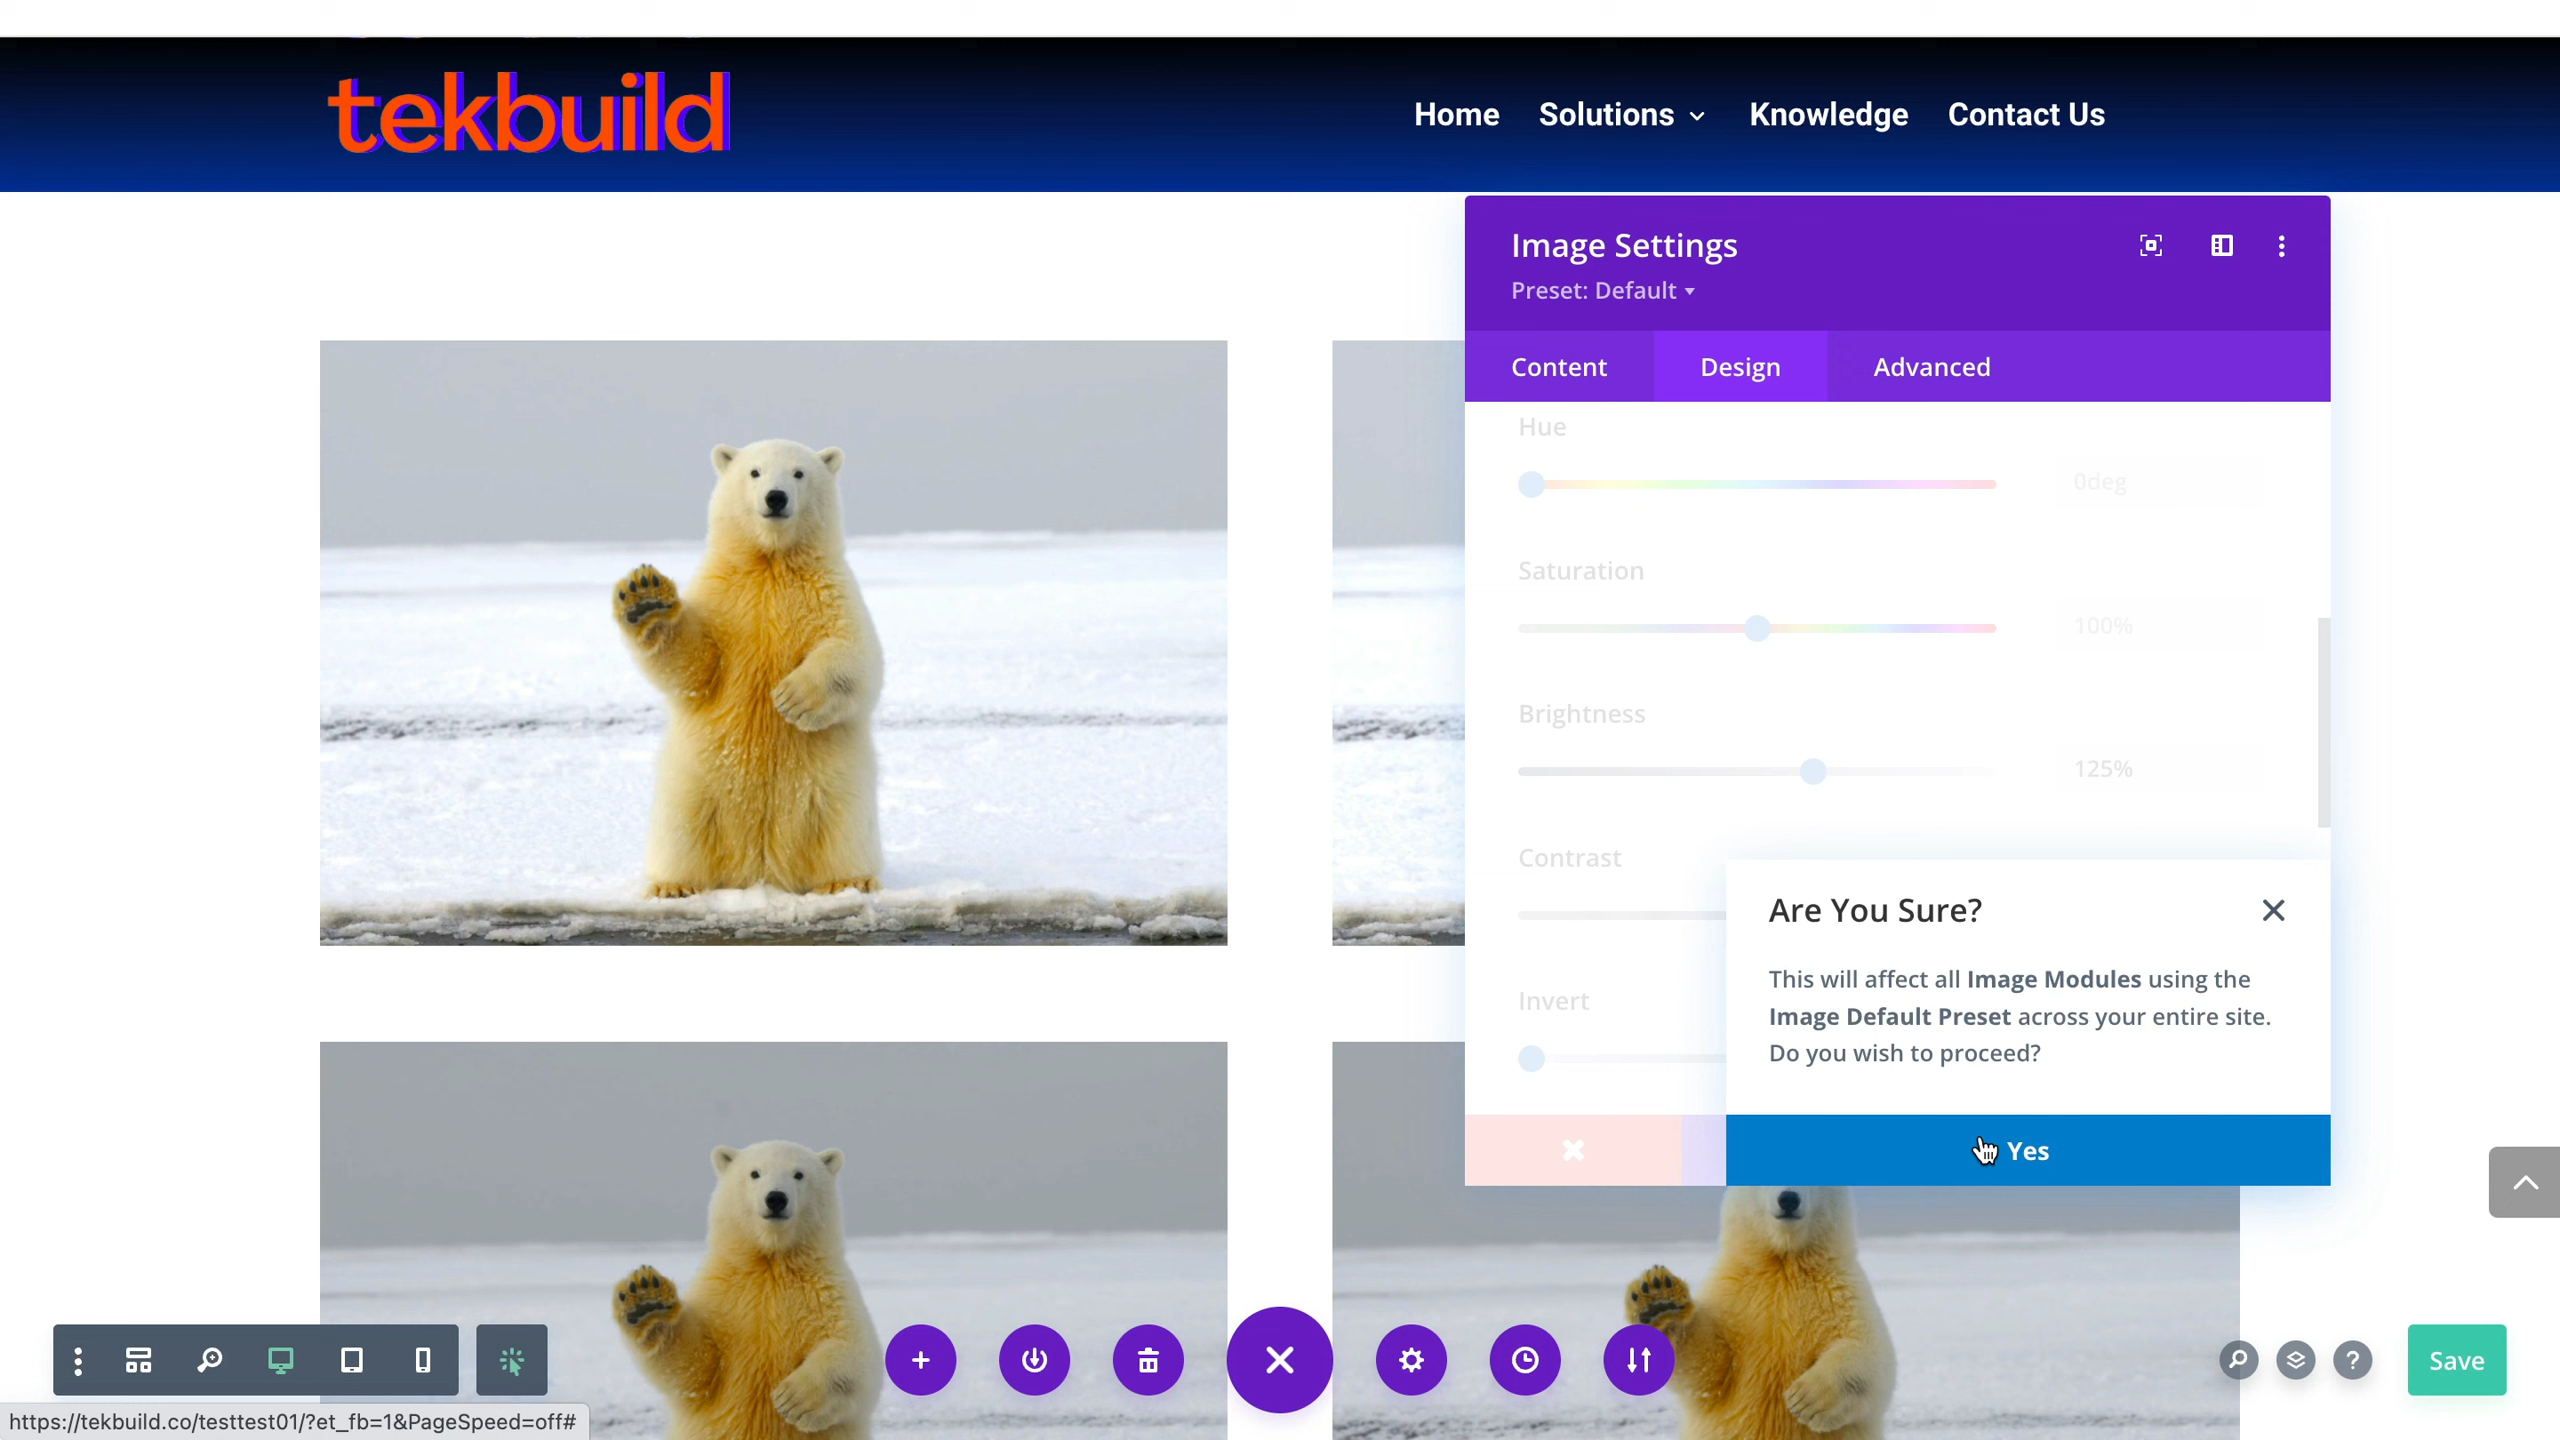 tekbuild
Home Solutions Knowledge Contact Us
Image Settings
Preset: Default
Content Design Advanced
Hue
0deg
Saturation
100%
Brightness
125%
Contrast
Invert
Are You Sure?
This will affect all Image Modules using the
Image Default Preset across your entire site.
Do you wish to proceed?
Yes
Save
https://tekbuild.co/testtest01/?et_fb=1&PageSpeed=off#